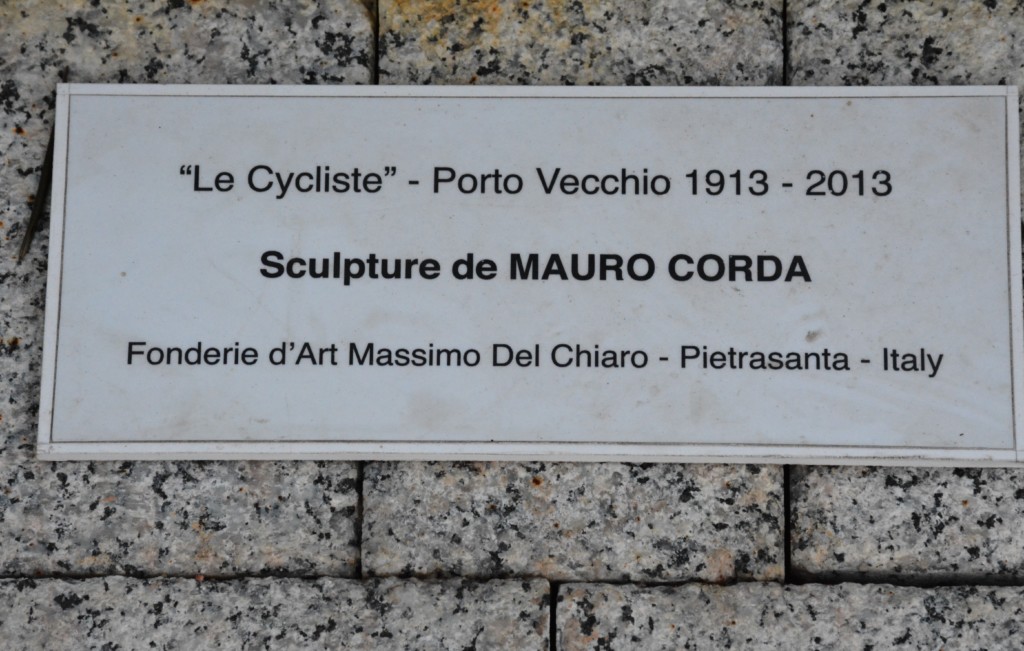 “Le Cycliste” - Porto Vecchio 1913 - 2013
Sculpture de MAURO CORDA
Fonderie d’Art Massimo Del Chiaro - Pietrasanta - Italy